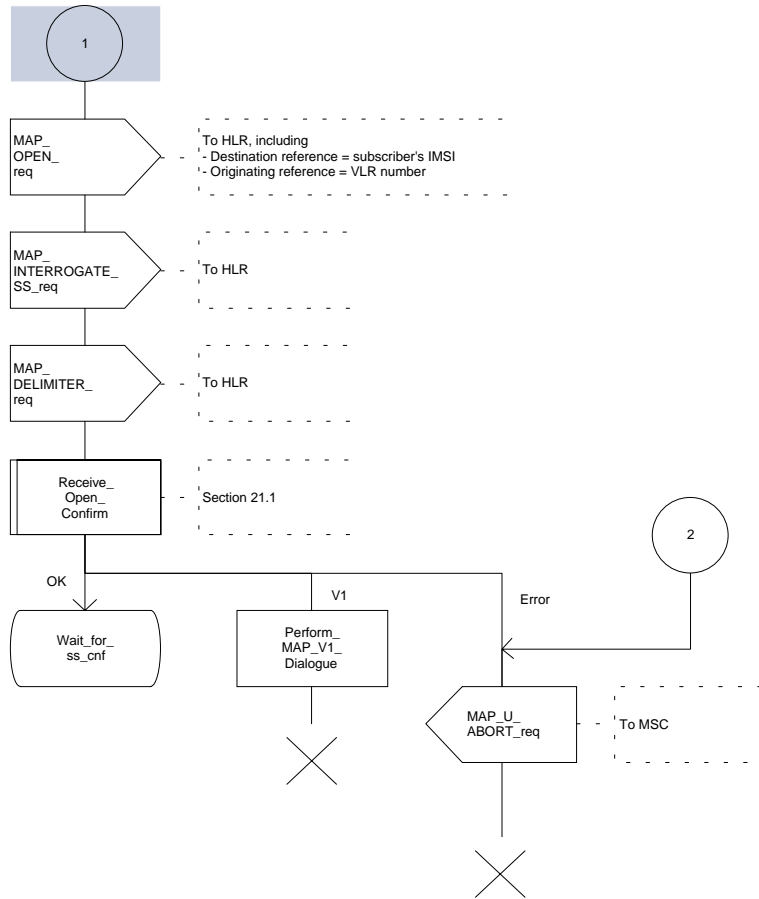 1
MAP_
OPEN_
req
To HLR, including
- Destination reference = subscriber's IMSI
- Originating reference = VLR number
MAP_
INTERROGATE_
SS_req
To HLR
MAP_
DELIMITER_
req
To HLR
Receive_
Open_
Confirm
Section 21.1
2
OK
V1
Error
Wait_for_
ss_cnf
Perform_
MAP_V1_
Dialogue
MAP_U_
ABORT_req
To MSC